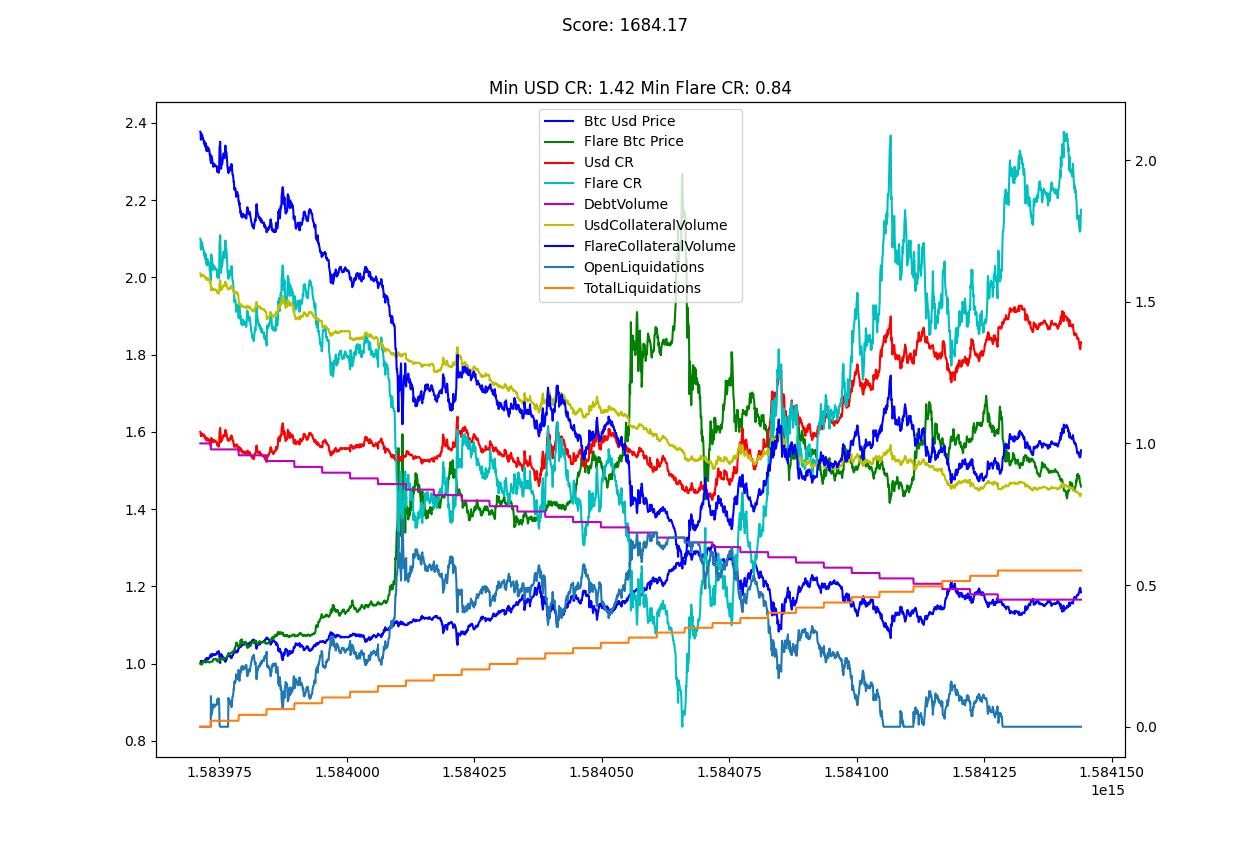 Score: 1684.17
Min USD CR: 1.42 Min Flare CR: 0.84
Btc Usd Price
Flare Btc Price
Usd CR
Flare CR
DebtVolume
UsdCollateralVolume
FlareCollateralVolume
OpenLiquidations
TotalLiquidations
2.4
2.2
2.0
1.8
1.6
1.4
1.2
1.0
0.8
2.0
1.5
1.0
0.5
0.0
1.583975 1.584000 1.584025 1.584050 1.584075 1.584100 1.584125 1.584150
1e15